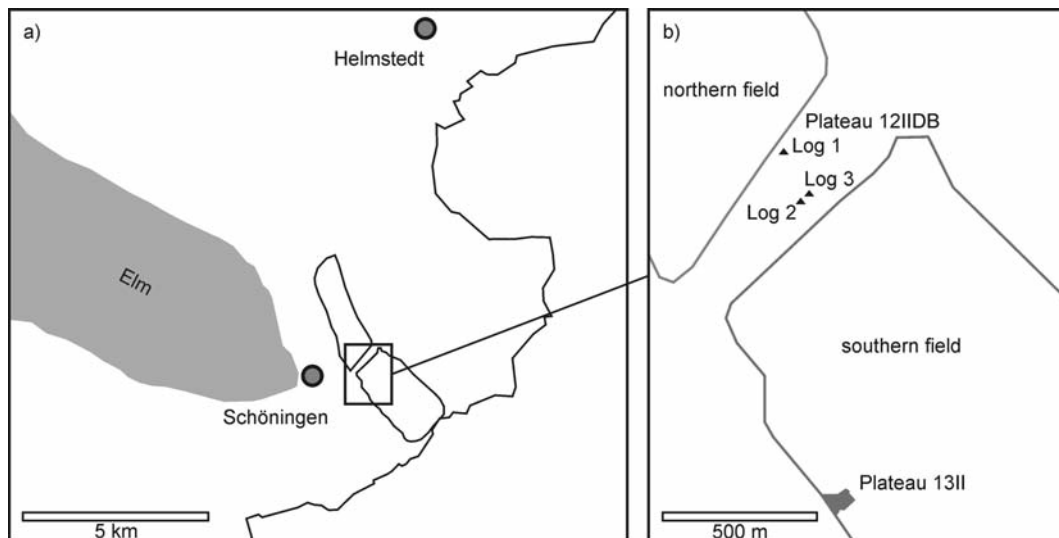 a)
Helmstedt
Elm
Schöningen
5 km
b)
northern field
Plateau 12IIDB
Log 1
Log 3
Log 2
southern field
Plateau 13II
500 m